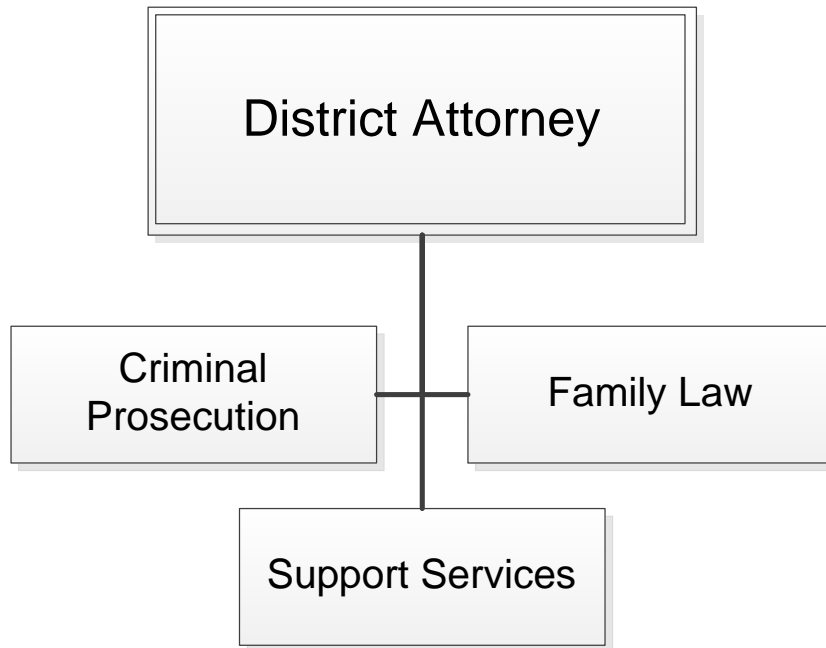 District Attorney
Criminal
Prosecution
Family Law
Support Services